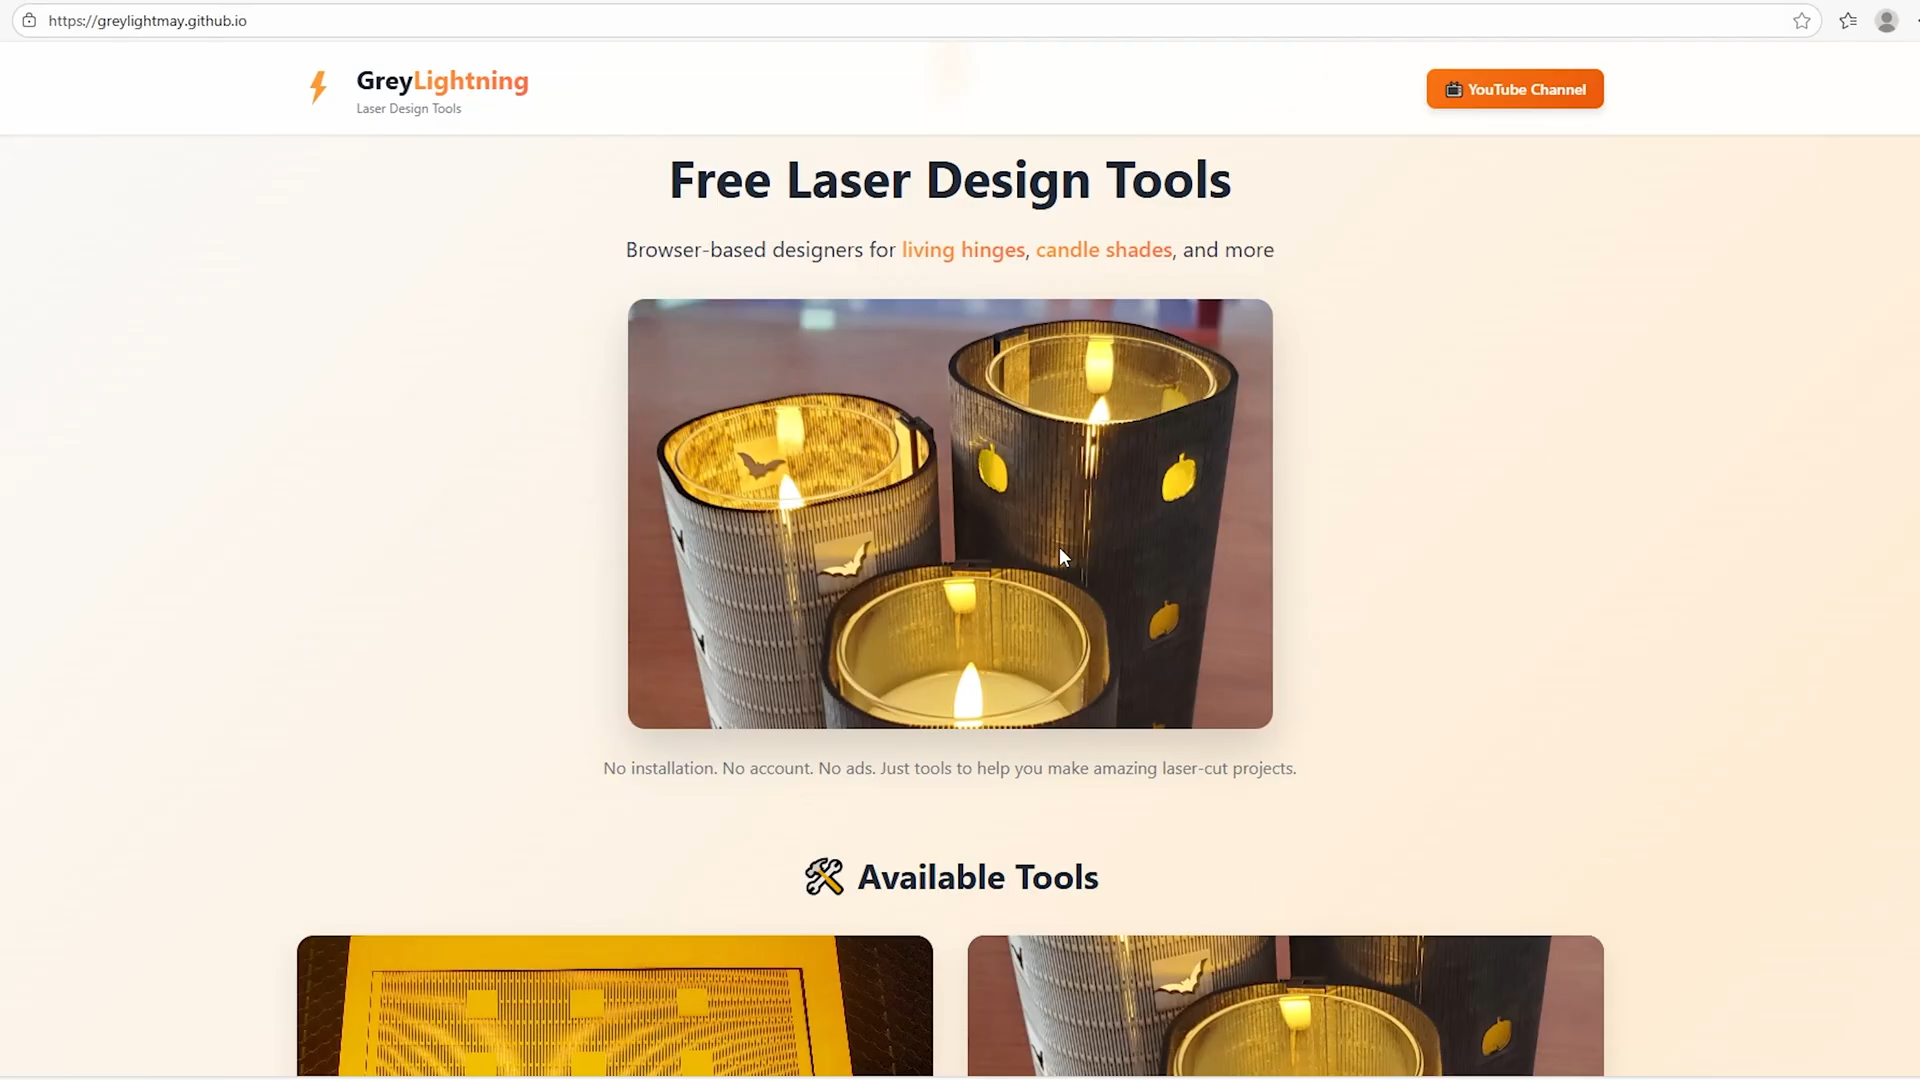 https://greylightmay.github.io
GreyLightning
Laser Design Tools
YouTube Channel
Free Laser Design Tools
Browser-based designers for living hinges, candle shades, and more
No installation. No account. No ads. Just tools to help you make amazing laser-cut projects.
Available Tools